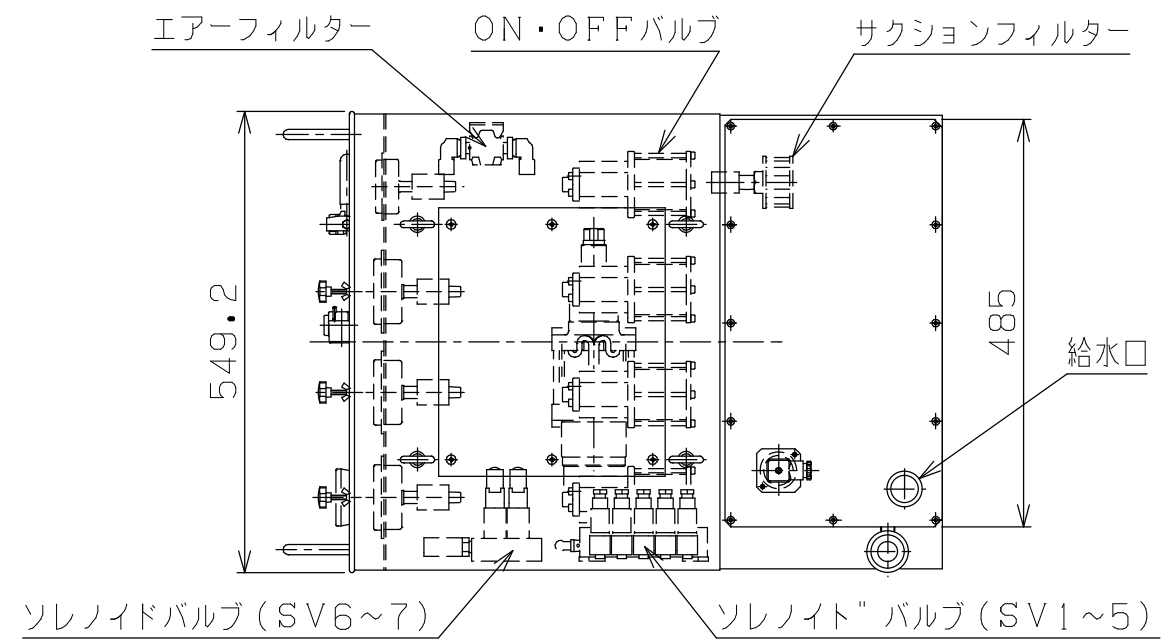 エアーフィルター
ON・OFFバルブ
サクションフィルター
549.2
485
給水口
ソレノイドバルブ(SV6~7)
ソレノイト゛バルブ(SV1~5)